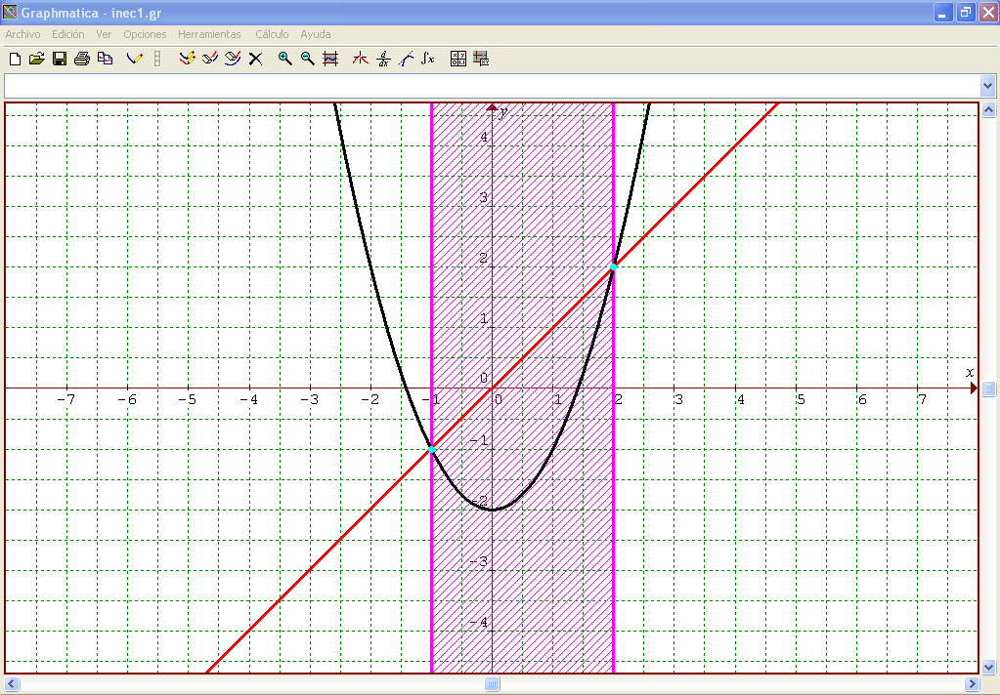 Graphmatica - inec1.gr
Archivo Edición Ver Opciones Herramientas Cálculo Ayuda
y
4
3
2
1
0
x
-7 -6 -5 -4 -3 -2 -1 0 1 2 3 4 5 6 7
-1
-2
-3
-4